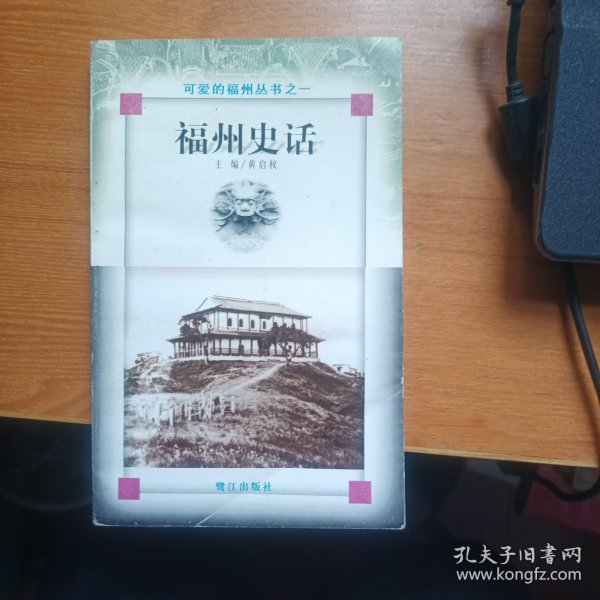 可爱的福州丛书之一
福州史话
主 编/黄启权
鹭江出版社
孔夫子旧书网
www.kongfz.com